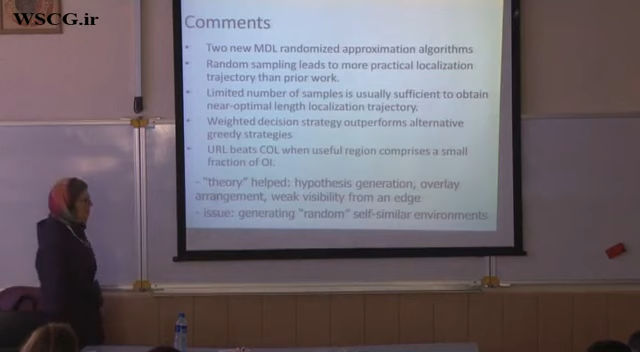 WSCG.ir
Comments
• Two new MDL randomized approximation algorithms
• Random sampling leads to more practical localization
trajectory than prior work.
• Limited number of samples is usually sufficient to obtain
near-optimal length localization trajectory.
• Weighted decision strategy outperforms alternative
greedy strategies
• URL beats COL when useful region comprises a small
fraction of OI.
- "theory" helped: hypothesis generation, overlay
arrangement, weak visibility from an edge
- issue: generating "random" self-similar environments